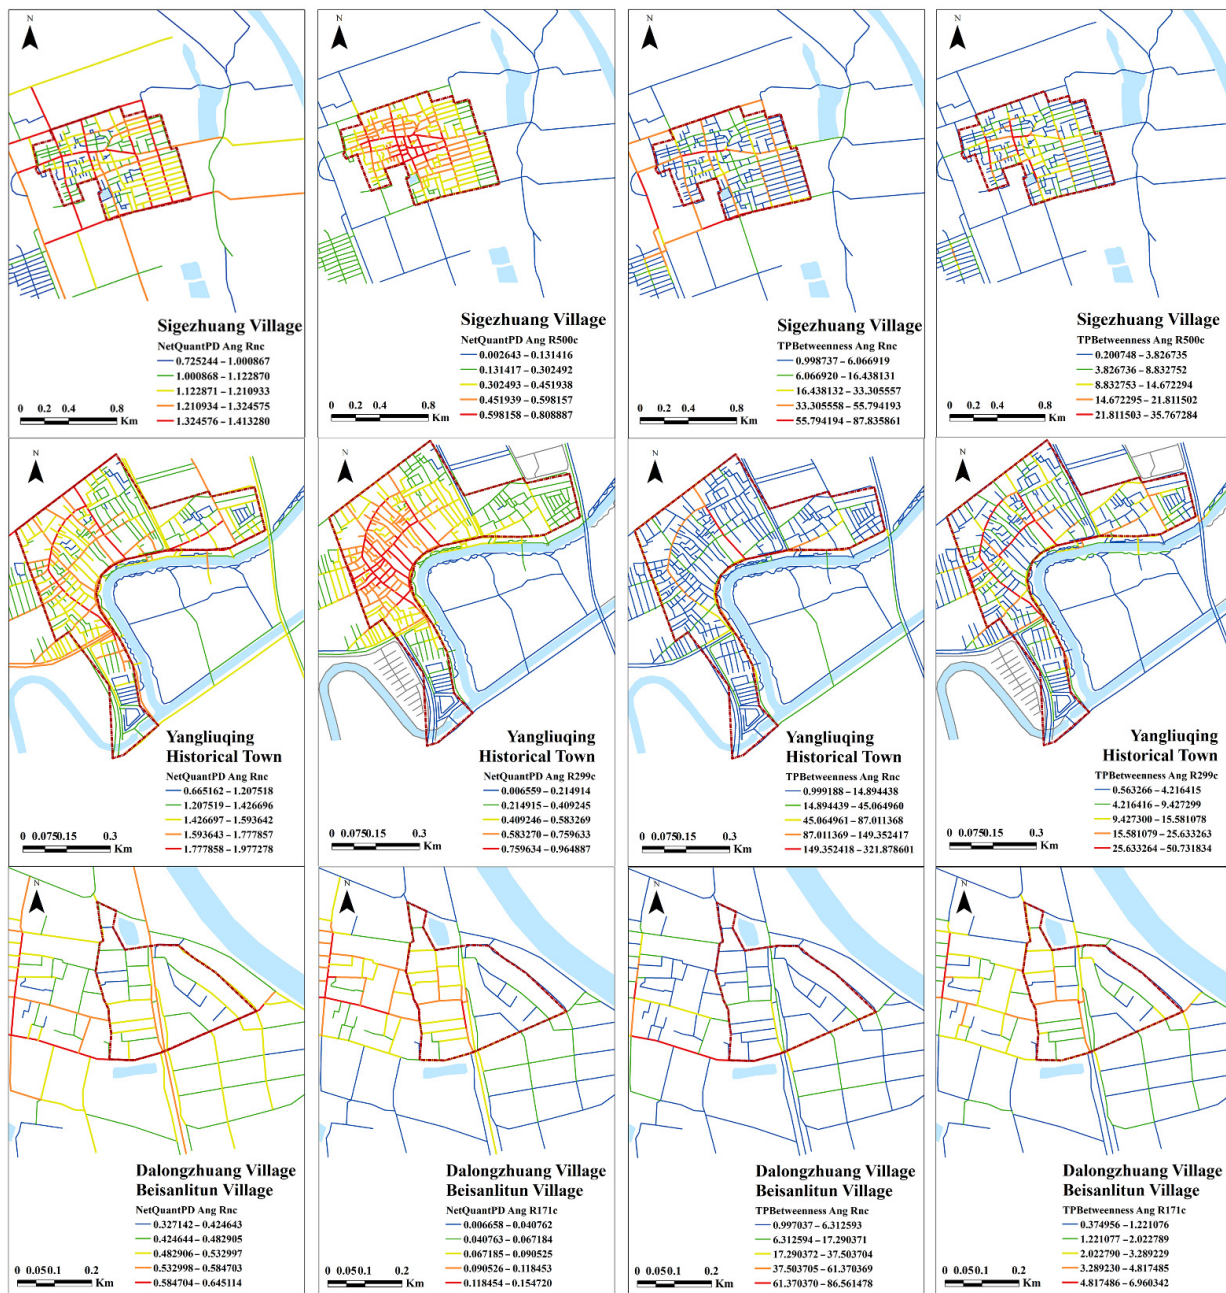 N
Sigezhuang Village
NetQuantPD Ang Rnc
0.725244 – 1.000867
1.000868 – 1.122870
1.122871 – 1.210933
1.210934 – 1.324575
1.324576 – 1.413280
0 0.2 0.4 0.8
Km
N
Sigezhuang Village
NetQuantPD Ang R500c
0.002643 – 0.131416
0.131417 – 0.302492
0.302493 – 0.451938
0.451939 – 0.598157
0.598158 – 0.808887
0 0.2 0.4 0.8
Km
N
Sigezhuang Village
TPBetweenness Ang Rnc
0.998737 – 6.066919
6.066920 – 16.438131
16.438132 – 33.305557
33.305558 – 55.794193
55.794194 – 87.835861
0 0.2 0.4 0.8
Km
N
Sigezhuang Village
TPBetweenness Ang R500c
0.200748 – 3.826735
3.826736 – 8.832752
8.832753 – 14.672294
14.672295 – 21.811502
21.811503 – 35.767284
0 0.2 0.4 0.8
Km
N
Yangliuqing
Historical Town
NetQuantPD Ang Rnc
0.665162 – 1.207518
1.207519 – 1.426696
1.426697 – 1.593642
1.593643 – 1.777857
1.777858 – 1.977278
0 0.0750.15 0.3
Km
N
Yangliuqing
Historical Town
NetQuantPD Ang R299c
0.006559 – 0.214914
0.214915 – 0.409245
0.409246 – 0.583269
0.583270 – 0.759633
0.759634 – 0.964887
0 0.0750.15 0.3
Km
N
Yangliuqing
Historical Town
TPBetweenness Ang Rnc
0.999188 – 14.894438
14.894439 – 45.064960
45.064961 – 87.011368
87.011369 – 149.352417
149.352418 – 321.878601
0 0.0750.15 0.3
Km
N
Yangliuqing
Historical Town
TPBetweenness Ang R299c
0.563266 – 4.216415
4.216416 – 9.427299
9.427300 – 15.581078
15.581079 – 25.633263
25.633264 – 50.731834
0 0.0750.15 0.3
Km
N
Dalongzhuang Village
Beisanlitun Village
NetQuantPD Ang Rnc
0.327142 – 0.424643
0.424644 – 0.482905
0.482906 – 0.532997
0.532998 – 0.584703
0.584704 – 0.645114
0 0.050.1 0.2
Km
N
Dalongzhuang Village
Beisanlitun Village
NetQuantPD Ang R171c
0.006658 – 0.040762
0.040763 – 0.067184
0.067185 – 0.090525
0.090526 – 0.118453
0.118454 – 0.154720
0 0.050.1 0.2
Km
N
Dalongzhuang Village
Beisanlitun Village
TPBetweenness Ang Rnc
0.997037 – 6.312593
6.312594 – 17.290371
17.290372 – 37.503704
37.503705 – 61.370369
61.370370 – 86.561478
0 0.050.1 0.2
Km
N
Dalongzhuang Village
Beisanlitun Village
TPBetweenness Ang R171c
0.374956 – 1.221076
1.221077 – 2.022789
2.022790 – 3.289229
3.289230 – 4.817485
4.817486 – 6.960342
0 0.050.1 0.2
Km